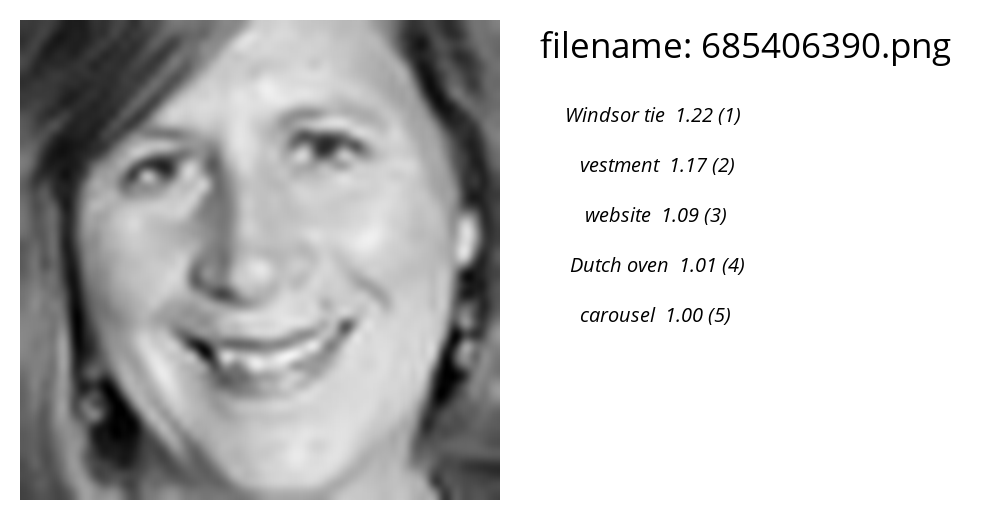 filename: 685406390.png
Windsor tie 1.22 (1)
vestment 1.17 (2)
website 1.09 (3)
Dutch oven 1.01 (4)
carousel 1.00 (5)